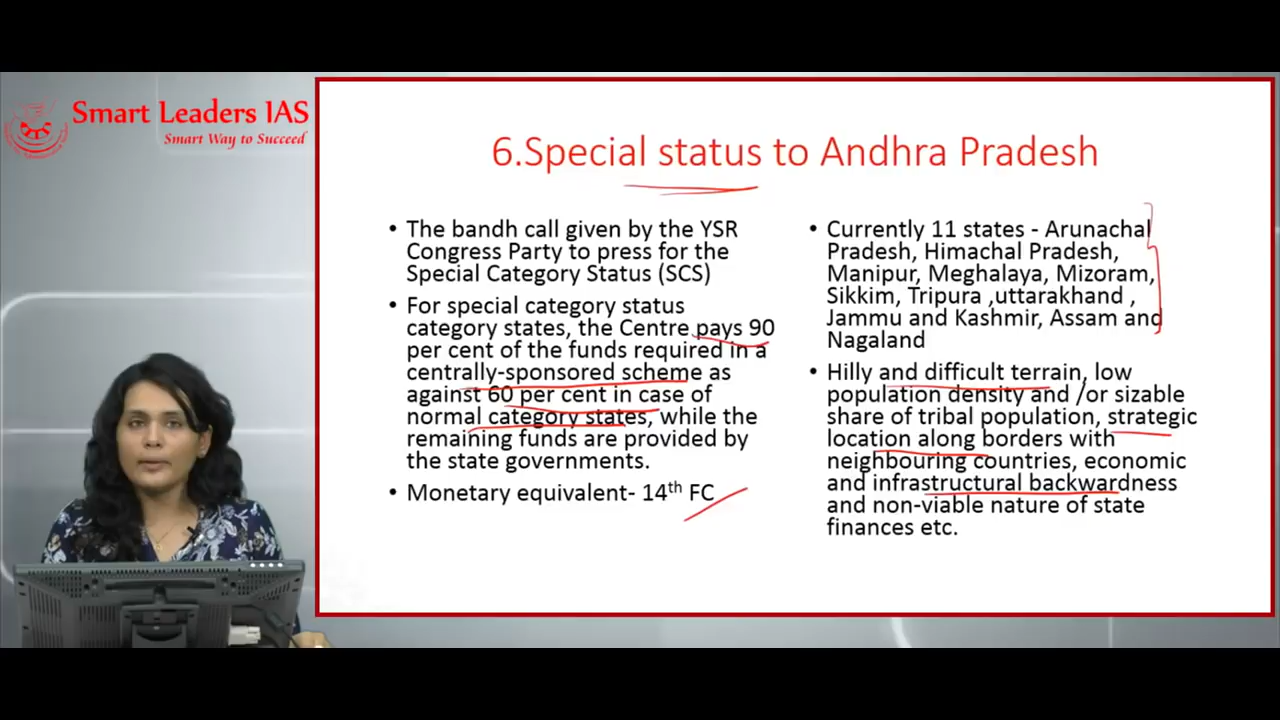 Smart Leaders IAS
Smart Way to Succeed
6.Special status to Andhra Pradesh
• The bandh call given by the YSR
Congress Party to press for the
Special Category Status (SCS)
• For special category status
category states, the Centre pays 90
per cent of the funds required in a
centrally-sponsored scheme as
against 60 per cent in case of
normal category states, while the
remaining funds are provided by
the state governments.
• Monetary equivalent- 14th FC
• Currently 11 states - Arunachal
Pradesh, Himachal Pradesh,
Manipur, Meghalaya, Mizoram,
Sikkim, Tripura ,uttarakhand ,
Jammu and Kashmir, Assam and
Nagaland
• Hilly and difficult terrain, low
population density and /or sizable
share of tribal population, strategic
location along borders with
neighbouring countries, economic
and infrastructural backwardness
and non-viable nature of state
finances etc.